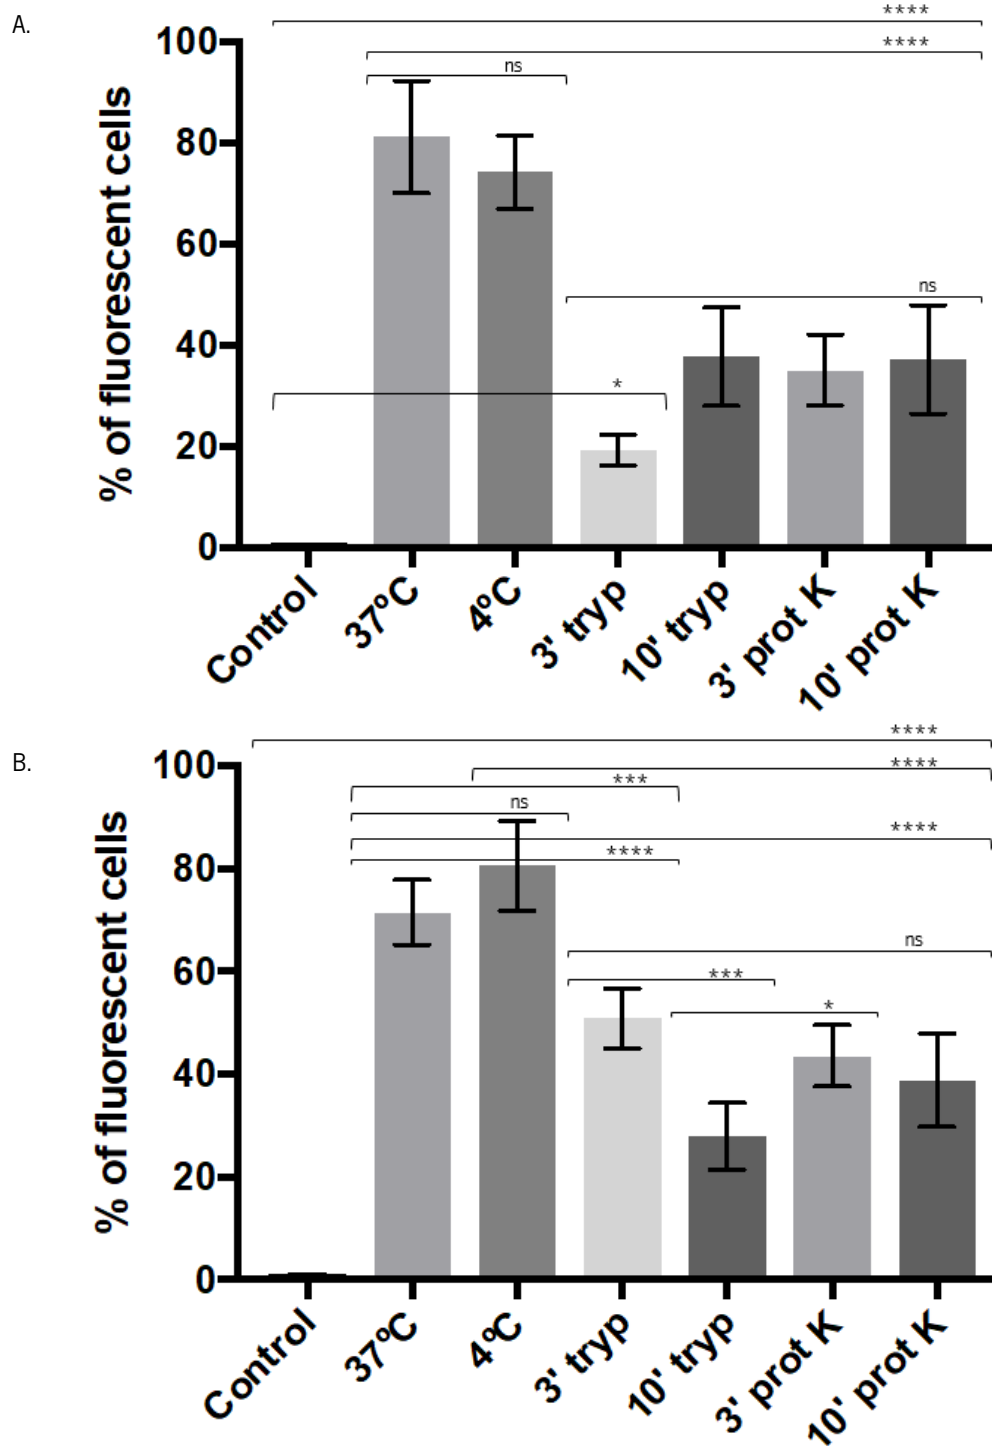 A.
****
****
ns
100
80
60
40
20
0
% of fluorescent cells
ns
*
Control
37ºC
4ºC
3' tryp
10' tryp
3' prot K
10' prot K
B.
****
****
***
ns
****
****
100
80
60
40
20
0
% of fluorescent cells
ns
***
*
Control
37ºC
4ºC
3' tryp
10' tryp
3' prot K
10' prot K